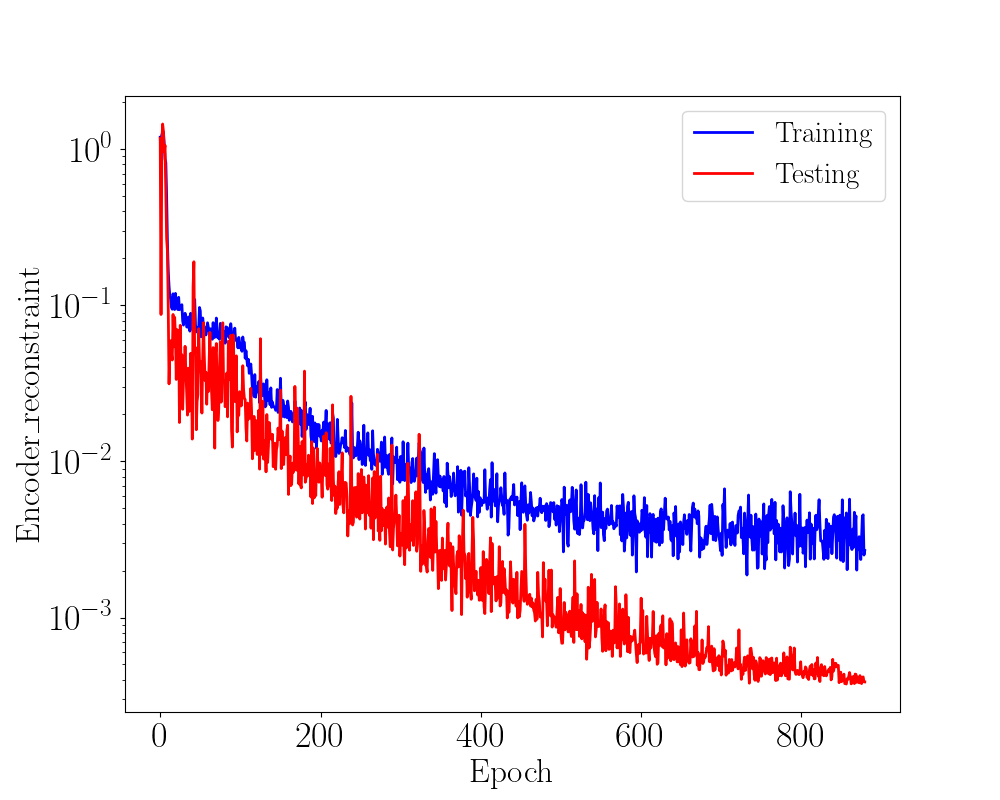 Training
Testing
10^0
10^{-1}
10^{-2}
10^{-3}
Encoder_reconstraint
0 200 400 600 800
Epoch